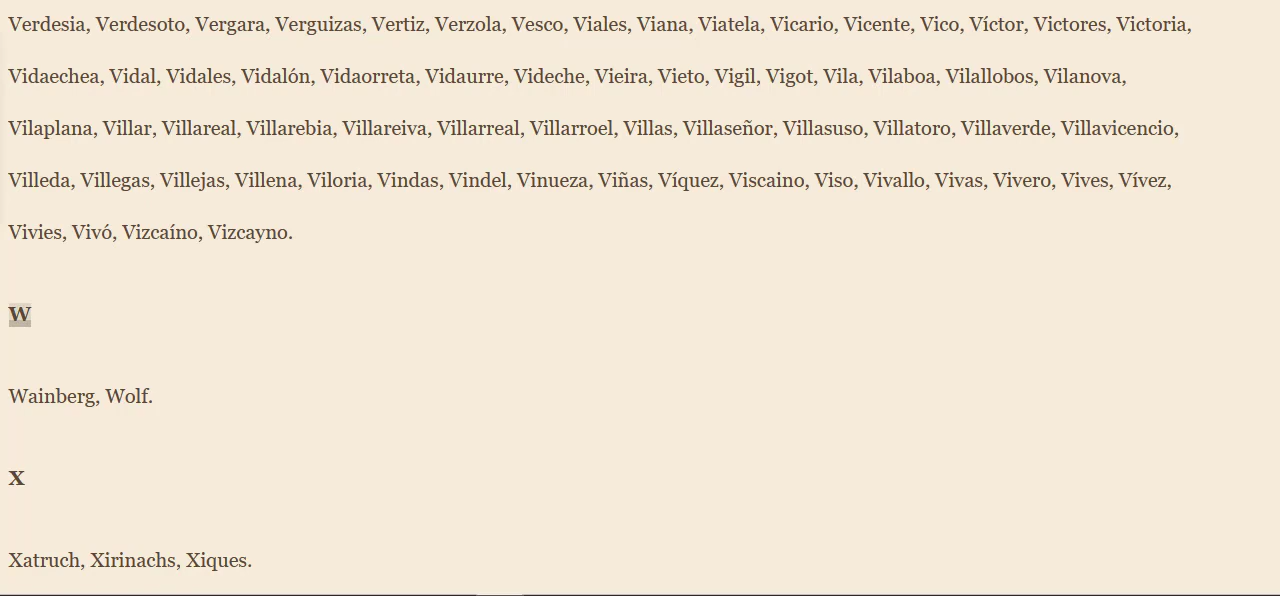 Verdesia, Verdesoto, Vergara, Verguizas, Vertiz, Verzola, Vesco, Viales, Viana, Viatela, Vicario, Vicente, Vico, Víctor, Victores, Victoria,
Vidaechea, Vidal, Vidales, Vidalón, Vidaorreta, Vidaurre, Videche, Vieira, Vieto, Vigil, Vigot, Vila, Vilaboa, Vilallobos, Vilanova,
Vilaplana, Villar, Villareal, Villarebia, Villareiva, Villarreal, Villarroel, Villas, Villaseñor, Villasuso, Villatoro, Villaverde, Villavicencio,
Villeda, Villegas, Villejas, Villena, Viloria, Vindas, Vindel, Vinueza, Viñas, Víquez, Viscaino, Viso, Vivallo, Vivas, Vivero, Vives, Vívez,
Vivies, Vivó, Vizcaíno, Vizcayno.
W
Wainberg, Wolf.
X
Xatruch, Xirinachs, Xiques.